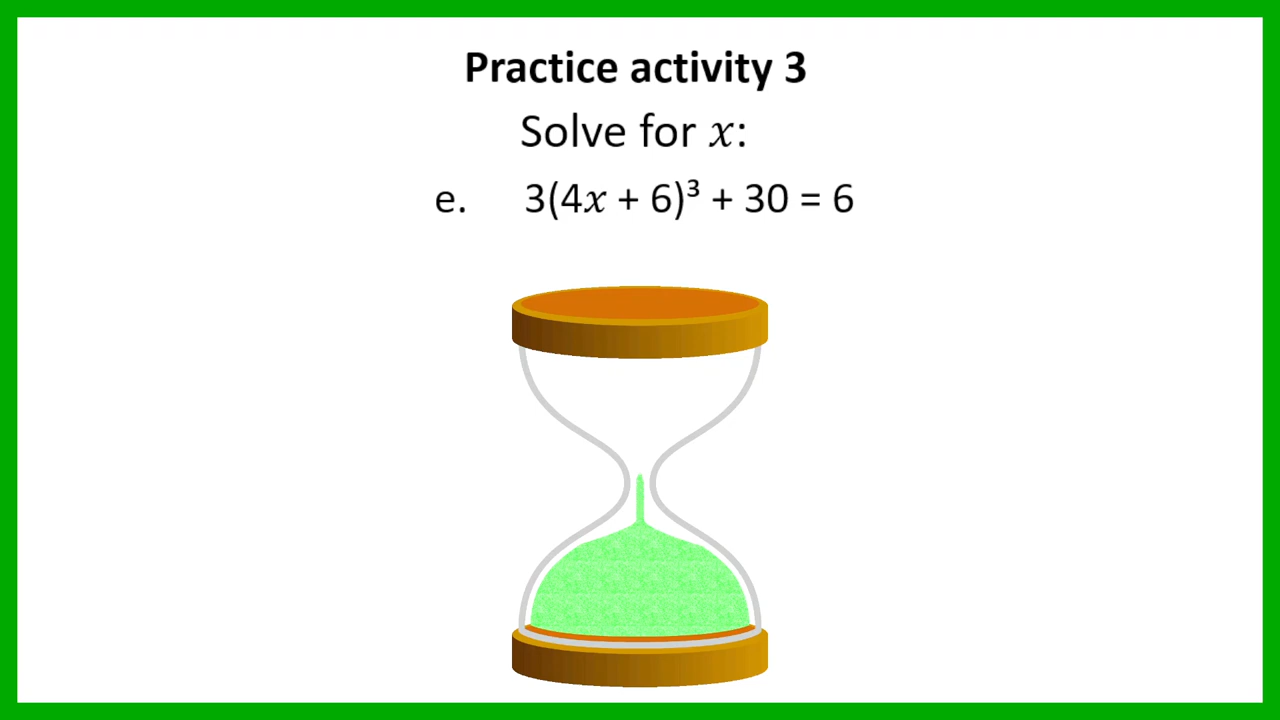 Practice activity 3
Solve for 𝑥:
e. 3(4𝑥 + 6)³ + 30 = 6